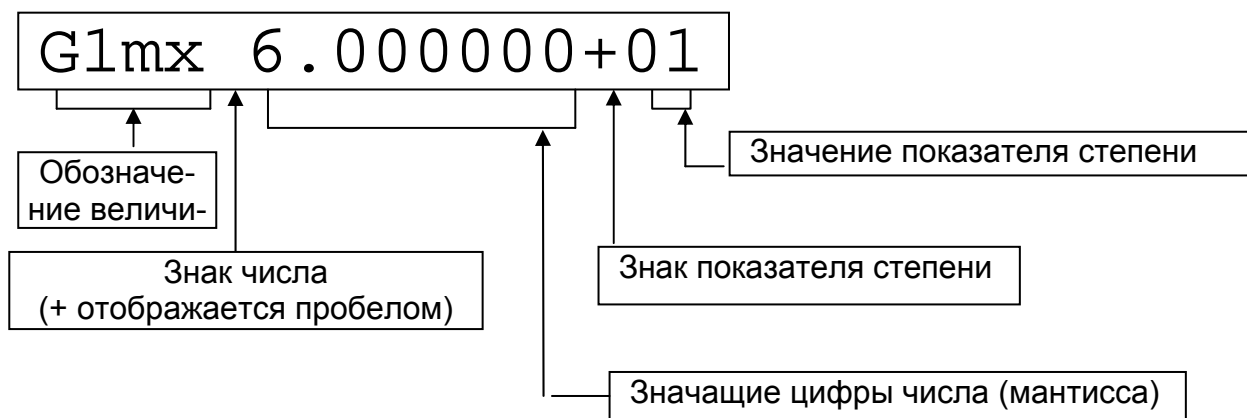 G1mx 6.000000+01
Значение показателя степени
Обозначе-
ние величи-
Знак числа
(+ отображается пробелом)
Знак показателя степени
Значащие цифры числа (мантисса)